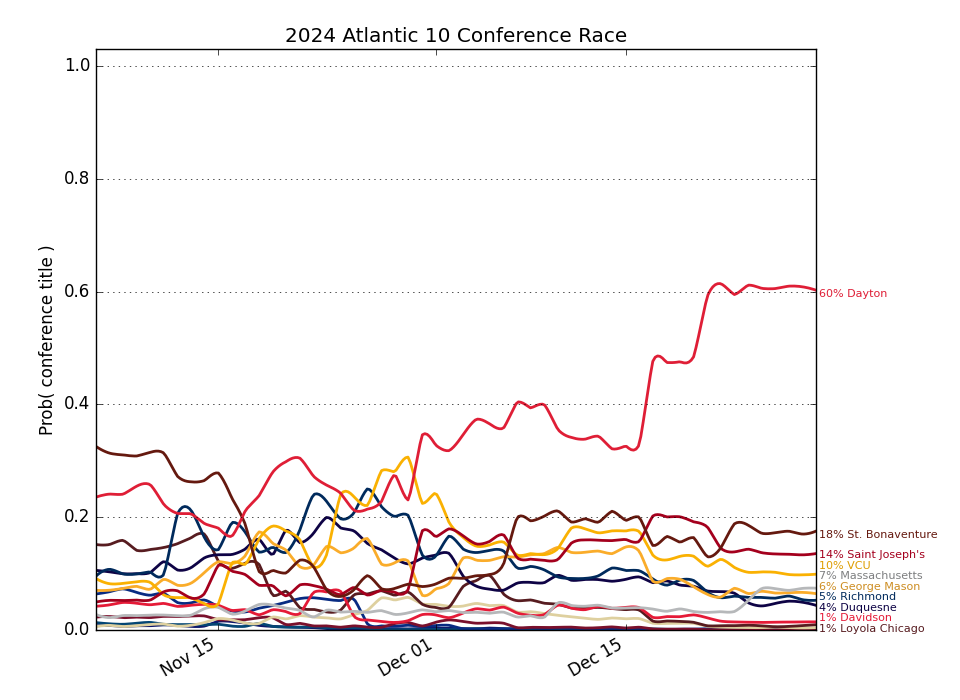 2024 Atlantic 10 Conference Race
Prob( conference title )
1.0
0.8
0.6
0.4
0.2
0.0
Nov 15
Dec 01
Dec 15
60% Dayton
18% St. Bonaventure
14% Saint Joseph's
10% VCU
7% Massachusetts
6% George Mason
5% Richmond
4% Duquesne
1% Davidson
1% Loyola Chicago